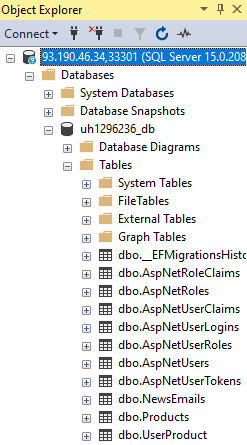 Object Explorer
Connect
93.190.46.34,33301 (SQL Server 15.0.208
Databases
System Databases
Database Snapshots
uh1296236_db
Database Diagrams
Tables
System Tables
FileTables
External Tables
Graph Tables
dbo.__EFMigrationsHisto
dbo.AspNetRoleClaims
dbo.AspNetRoles
dbo.AspNetUserClaims
dbo.AspNetUserLogins
dbo.AspNetUserRoles
dbo.AspNetUsers
dbo.AspNetUserTokens
dbo.NewsEmails
dbo.Products
dbo.UserProduct